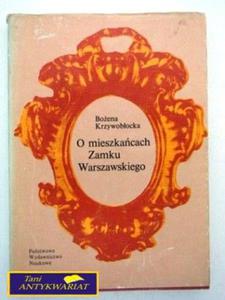 Bożena
Krzywobłocka
O mieszkańcach
Zamku
Warszawskiego
Państwowe
Wydawnictwo
Naukowe
Tani
ANTYKWARIAT